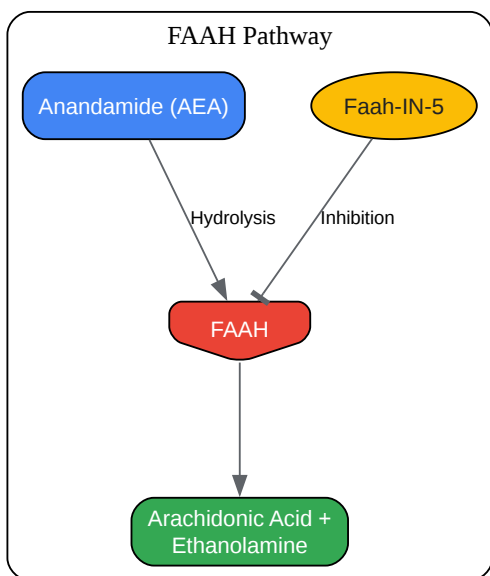 FAAH Pathway
Anandamide (AEA)
Faah-IN-5
Hydrolysis
Inhibition
FAAH
Arachidonic Acid +
Ethanolamine